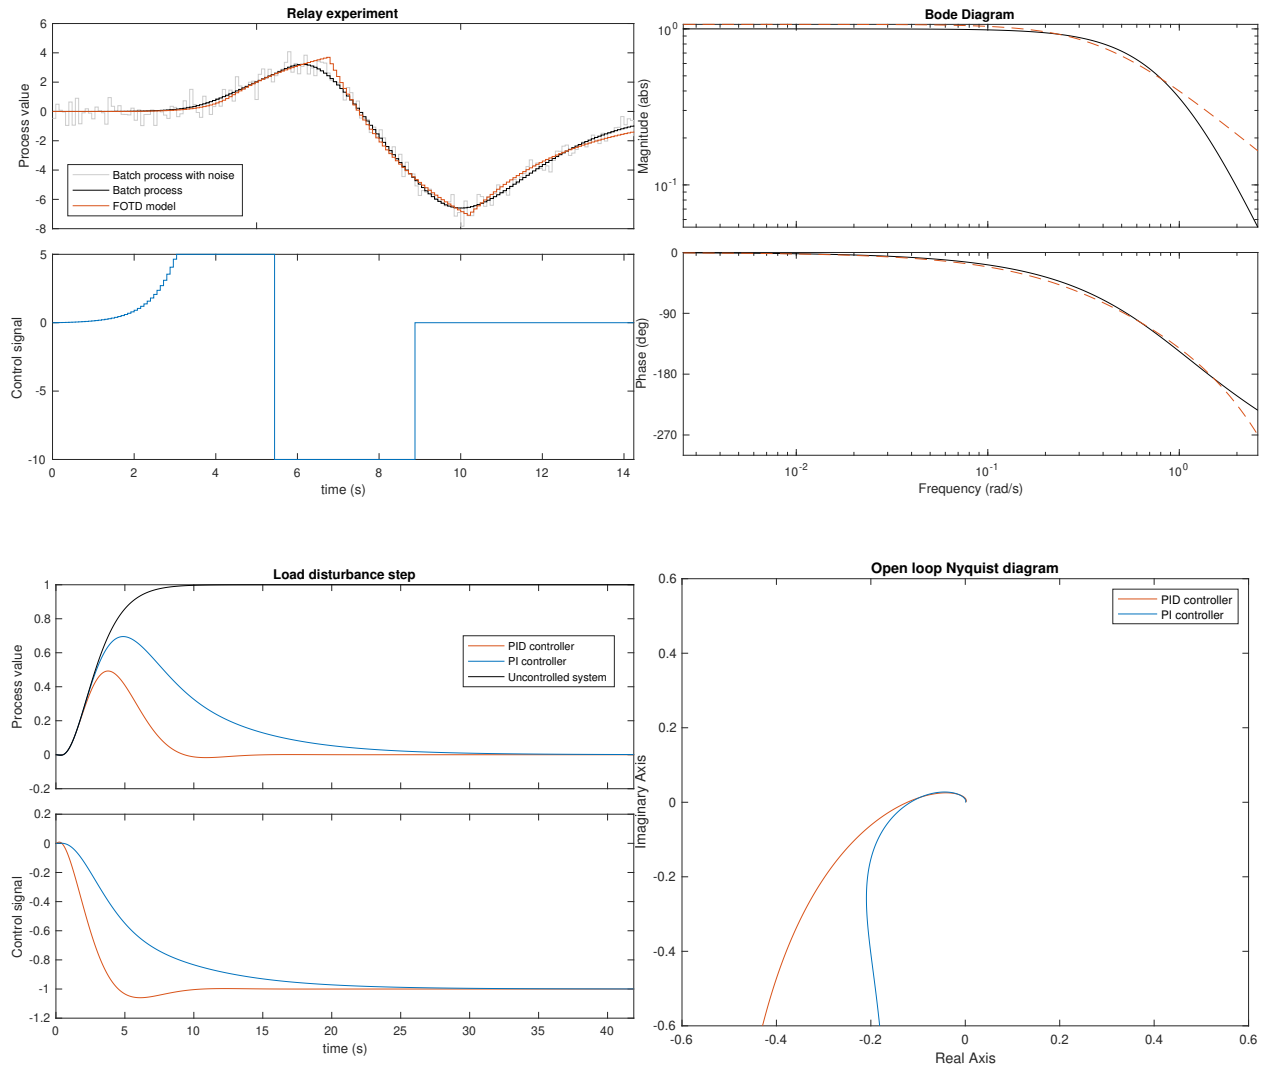 Relay experiment
Process value
6
4
2
0
-2
-4
-6
-8
Batch process with noise
Batch process
FOTD model
Control signal
5
0
-5
-10
0 2 4 6 8 10 12 14
time (s)
Bode Diagram
Magnitude (abs)
10^0
10^-1
Phase (deg)
0
-90
-180
-270
10^-2 10^-1 10^0
Frequency (rad/s)
Load disturbance step
Process value
1
0.8
0.6
0.4
0.2
0
-0.2
PID controller
PI controller
Uncontrolled system
Control signal
0.2
0
-0.2
-0.4
-0.6
-0.8
-1
-1.2
0 5 10 15 20 25 30 35 40
time (s)
Open loop Nyquist diagram
Imaginary Axis
0.6
0.4
0.2
0
-0.2
-0.4
-0.6
PID controller
PI controller
-0.6 -0.4 -0.2 0 0.2 0.4 0.6
Real Axis